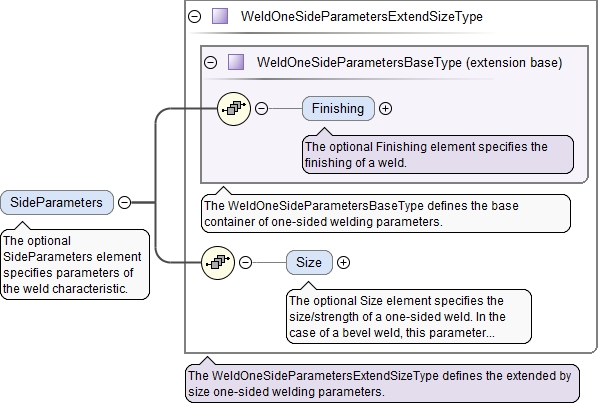 WeldOneSideParametersExtendSizeType
WeldOneSideParametersBaseType (extension base)
Finishing
The optional Finishing element specifies the
finishing of a weld.
The WeldOneSideParametersBaseType defines the base
container of one-sided welding parameters.
SideParameters
The optional
SideParameters element
specifies parameters of
the weld characteristic.
Size
The optional Size element specifies the
size/strength of a one-sided weld. In the
case of a bevel weld, this parameter...
The WeldOneSideParametersExtendSizeType defines the extended by
size one-sided welding parameters.